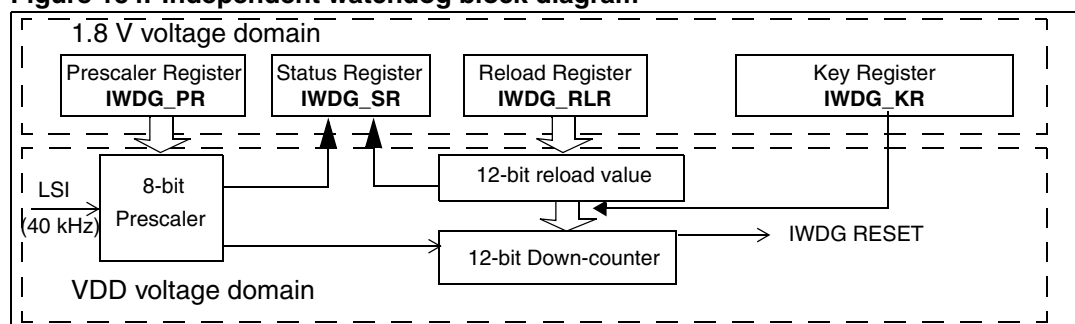 1.8 V voltage domain
Prescaler Register
IWDG_PR
Status Register
IWDG_SR
Reload Register
IWDG_RLR
Key Register
IWDG_KR
LSI
(40 kHz)
8-bit
Prescaler
12-bit reload value
12-bit Down-counter
IWDG RESET
VDD voltage domain